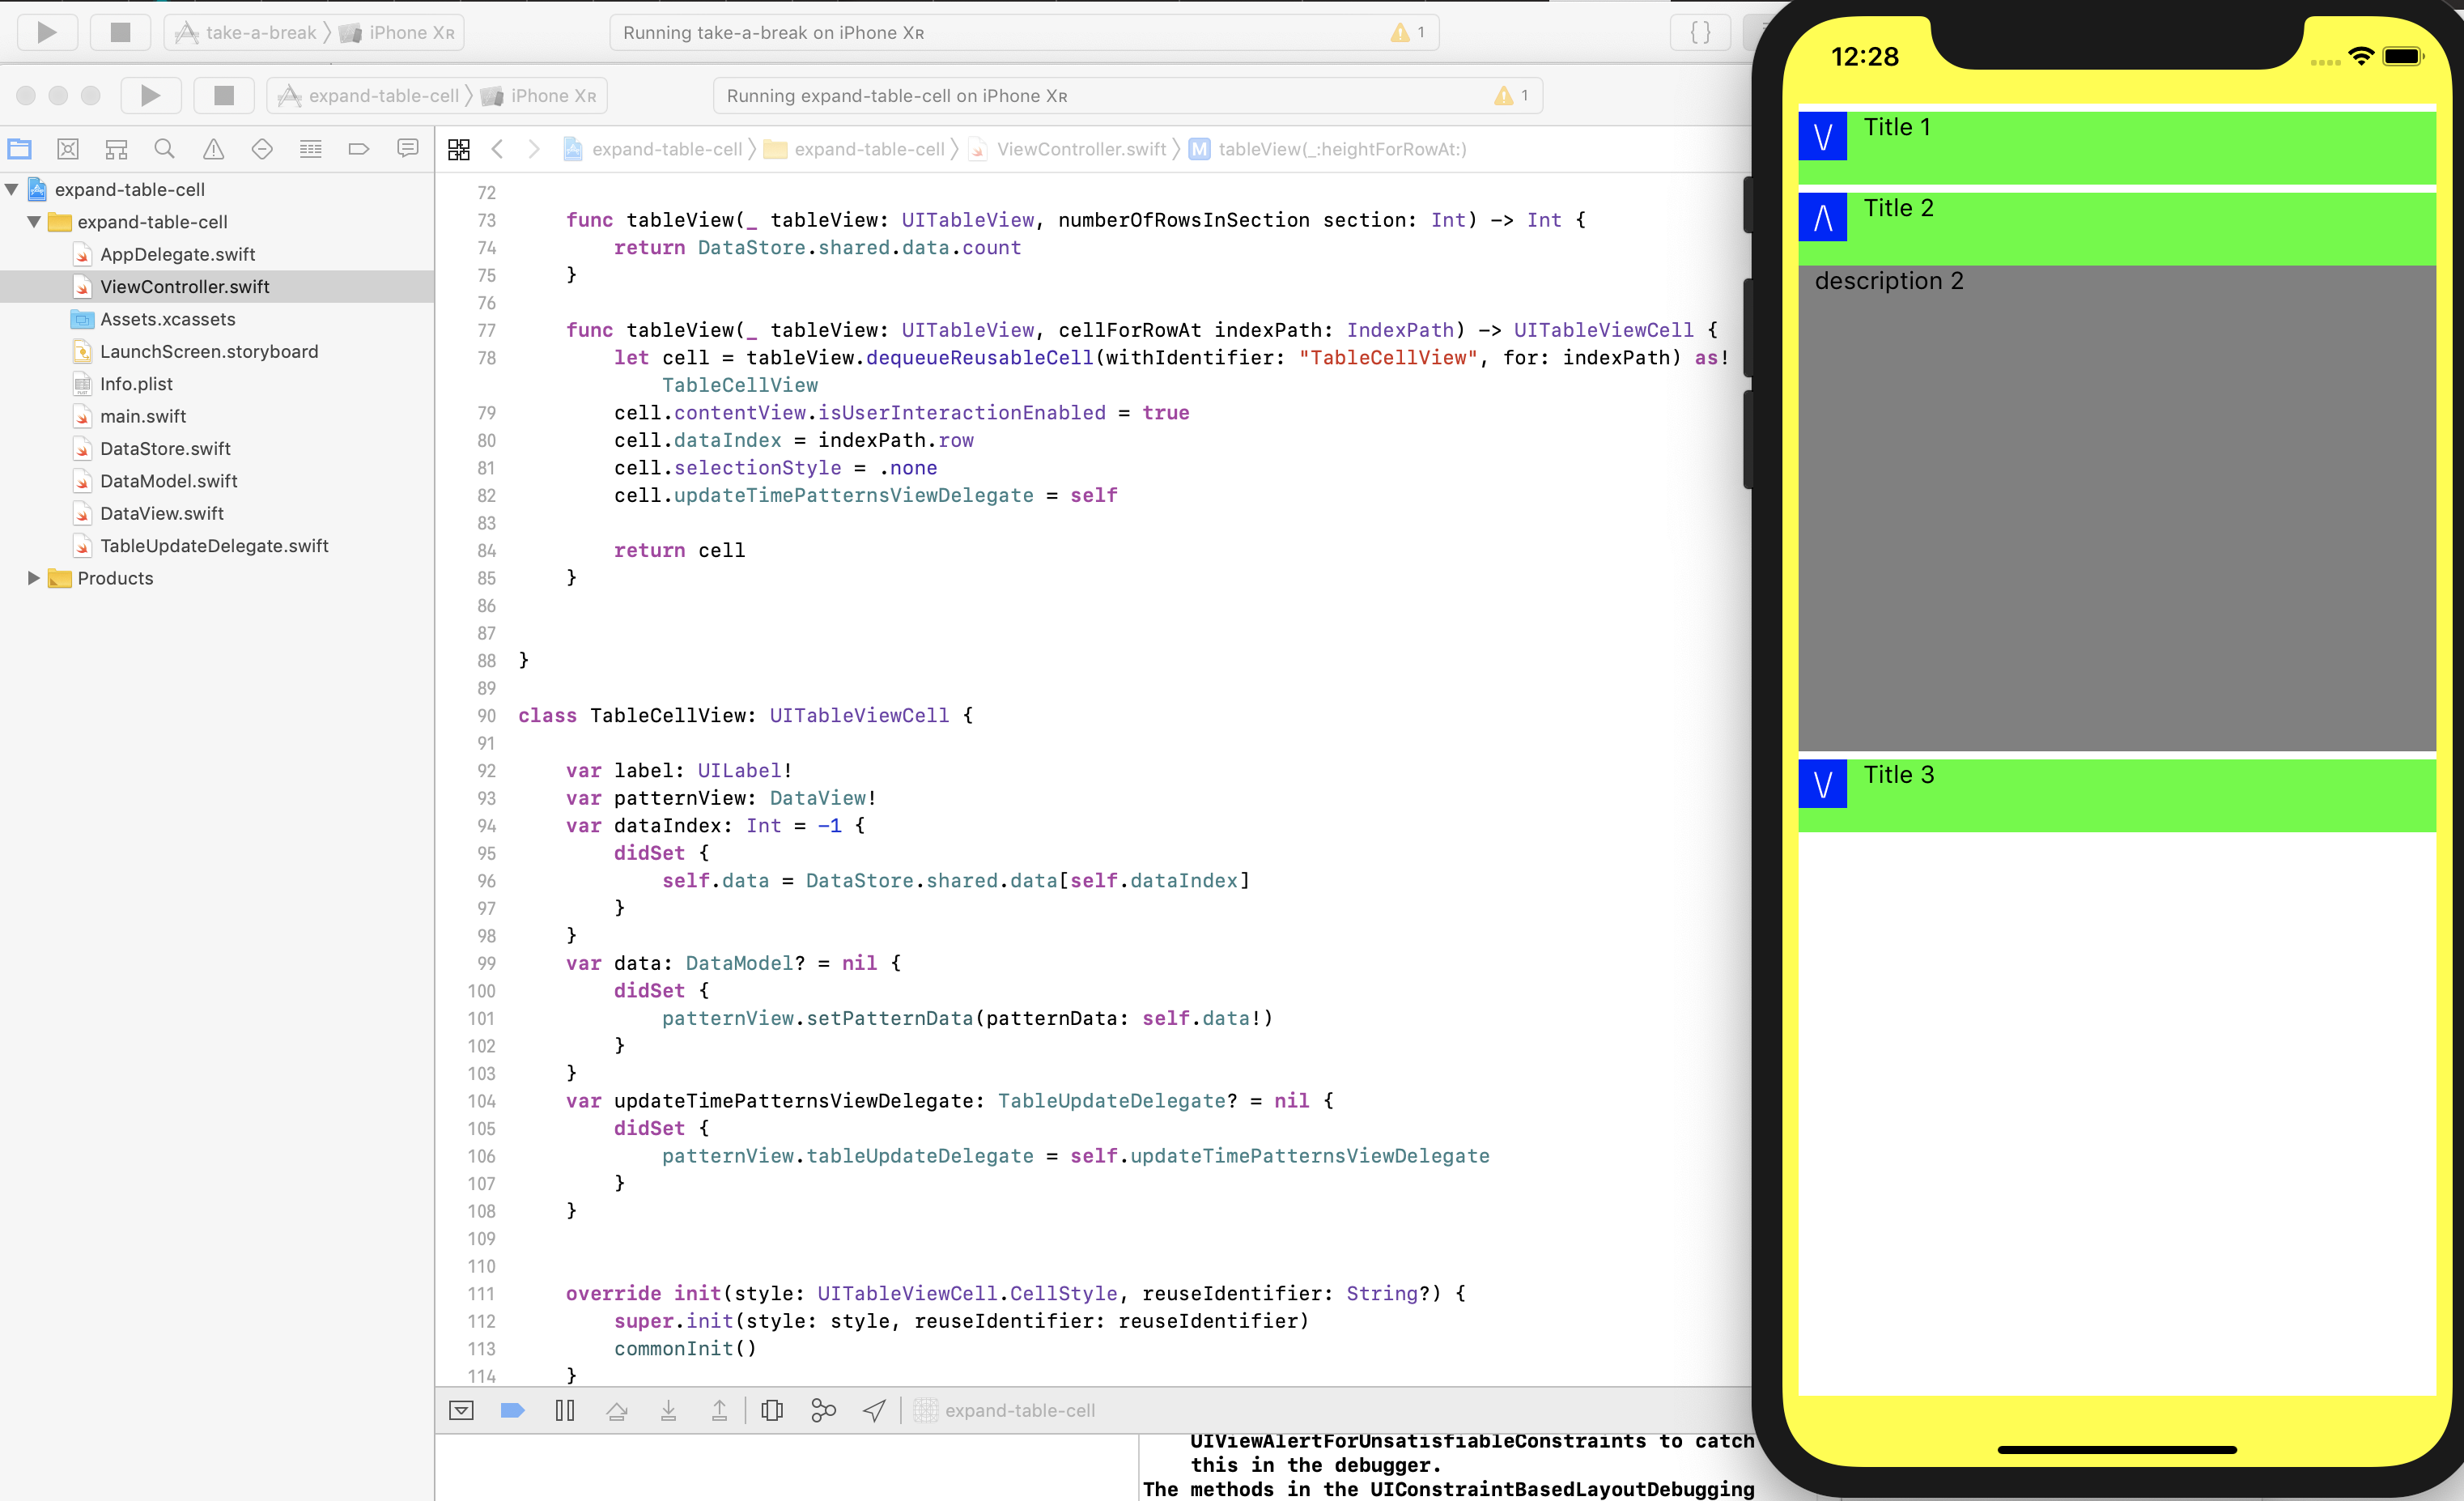 take-a-break 〉 iPhone Xʀ
Running take-a-break on iPhone Xʀ
1
{ }
expand-table-cell 〉 iPhone Xʀ
Running expand-table-cell on iPhone Xʀ
1
expand-table-cell 〉 expand-table-cell 〉 ViewController.swift 〉 M tableView(_:heightForRowAt:)
expand-table-cell
expand-table-cell
AppDelegate.swift
ViewController.swift
Assets.xcassets
LaunchScreen.storyboard
Info.plist
main.swift
DataStore.swift
DataModel.swift
DataView.swift
TableUpdateDelegate.swift
Products
72
73 func tableView(_ tableView: UITableView, numberOfRowsInSection section: Int) -> Int {
74 return DataStore.shared.data.count
75 }
76
77 func tableView(_ tableView: UITableView, cellForRowAt indexPath: IndexPath) -> UITableViewCell {
78 let cell = tableView.dequeueReusableCell(withIdentifier: "TableCellView", for: indexPath) as!
TableCellView
79 cell.contentView.isUserInteractionEnabled = true
80 cell.dataIndex = indexPath.row
81 cell.selectionStyle = .none
82 cell.updateTimePatternsViewDelegate = self
83
84 return cell
85 }
86
87
88 }
89
90 class TableCellView: UITableViewCell {
91
92 var label: UILabel!
93 var patternView: DataView!
94 var dataIndex: Int = -1 {
95 didSet {
96 self.data = DataStore.shared.data[self.dataIndex]
97 }
98 }
99 var data: DataModel? = nil {
100 didSet {
101 patternView.setPatternData(patternData: self.data!)
102 }
103 }
104 var updateTimePatternsViewDelegate: TableUpdateDelegate? = nil {
105 didSet {
106 patternView.tableUpdateDelegate = self.updateTimePatternsViewDelegate
107 }
108 }
109
110
111 override init(style: UITableViewCell.CellStyle, reuseIdentifier: String?) {
112 super.init(style: style, reuseIdentifier: reuseIdentifier)
113 commonInit()
114 }
expand-table-cell
UIViewAlertForUnsatisfiableConstraints to catch
this in the debugger.
The methods in the UIConstraintBasedLayoutDebugging
12:28
\/ Title 1
/\ Title 2
description 2
\/ Title 3